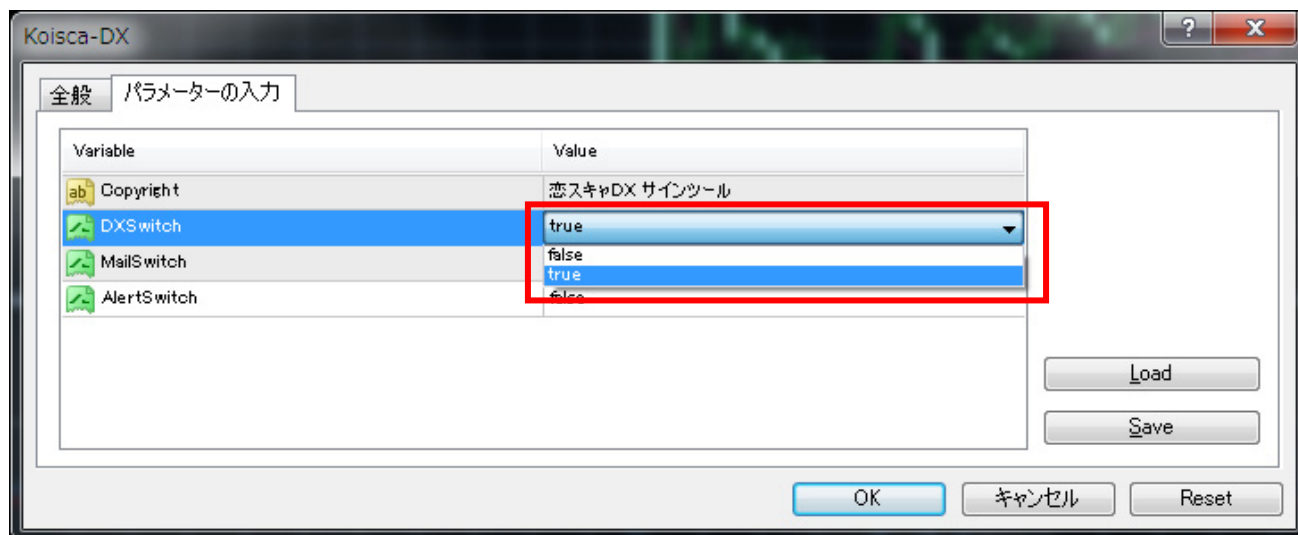 Koisca-DX
? X
全般 パラメーターの入力
Variable Value
ab Copyright 恋スキャDX サインツール
DXSwitch true
MailSwitch false
true
AlertSwitch false
Load
Save
OK キャンセル Reset